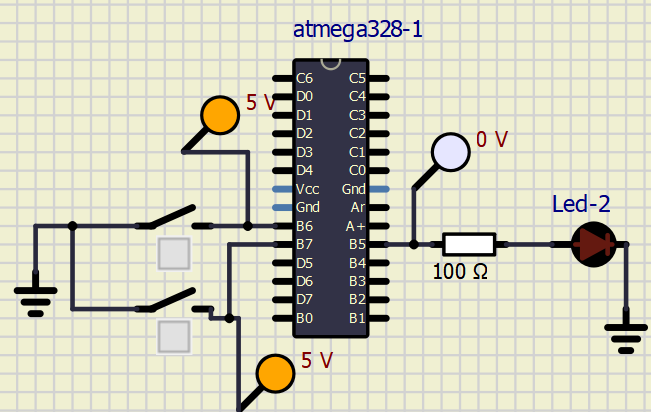 atmega328-1
C6 C5
5 V D0 C4
D1 C3
D2 C2
0 V
D3 C1
D4 C0
Vcc Gnd
Gnd Ar
Led-2
B6 A+
B7 B5
D5 B4
100 Ω
D6 B3
D7 B2
B0 B1
5 V